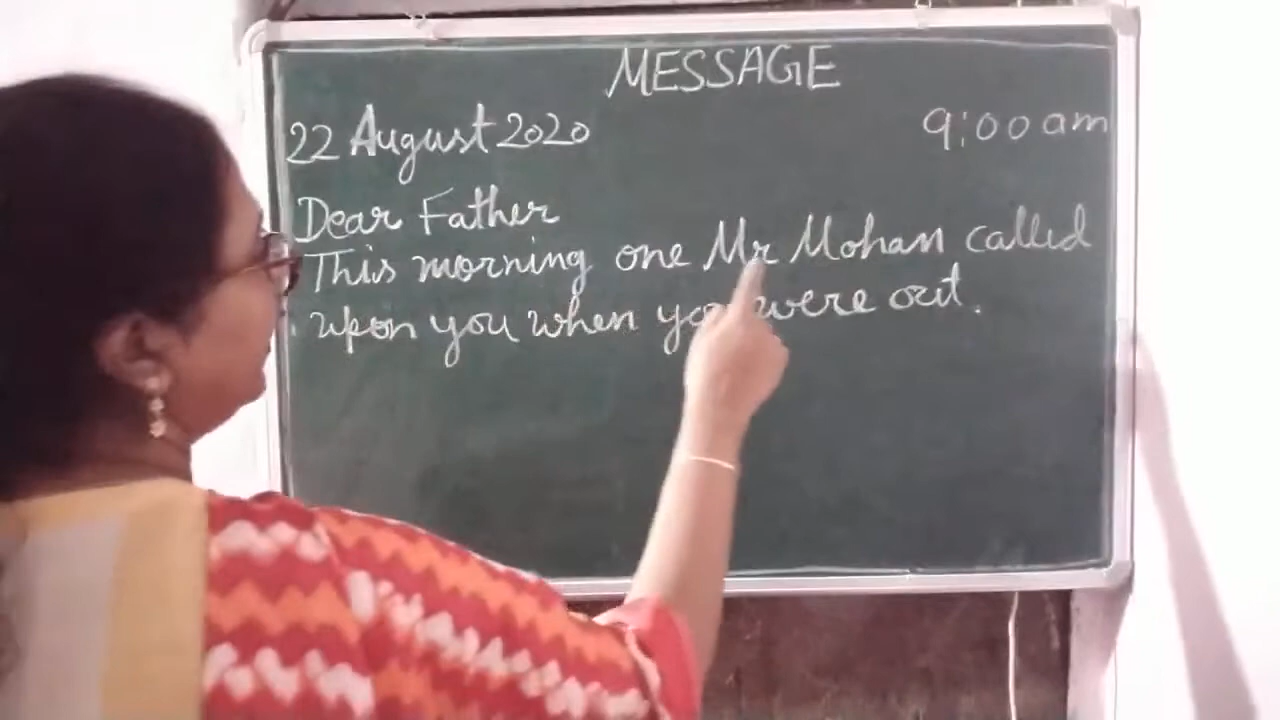 MESSAGE
22 August 2020 9:00 am
Dear Father
This morning one Mr Mohan called
upon you when you were out.